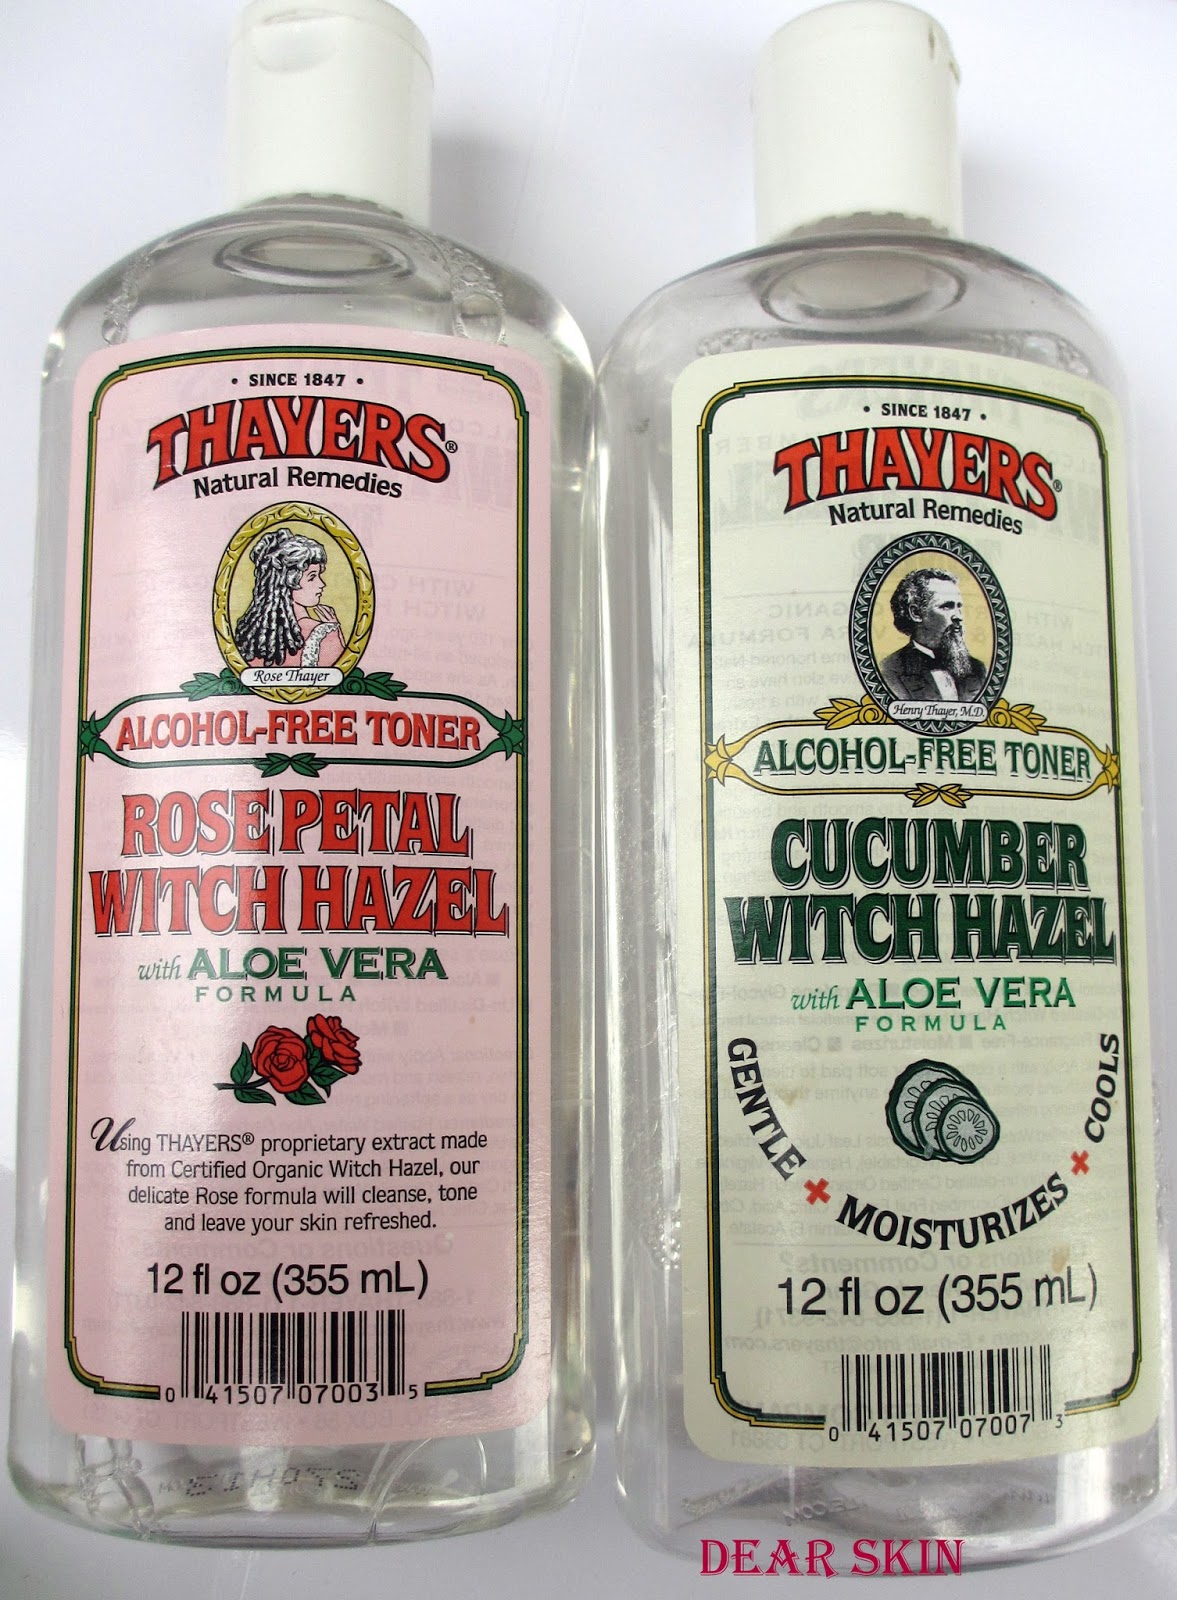 • SINCE 1847 •
THAYERS®
Natural Remedies
Rose Thayer
ALCOHOL-FREE TONER
ROSE PETAL
WITCH HAZEL
with ALOE VERA
FORMULA
Using THAYERS® proprietary extract made
from Certified Organic Witch Hazel, our
delicate Rose formula will cleanse, tone
and leave your skin refreshed.
12 fl oz (355 mL)
0 41507 07003 5
• SINCE 1847 •
THAYERS®
Natural Remedies
Henry Thayer, M.D.
ALCOHOL-FREE TONER
CUCUMBER
WITCH HAZEL
with ALOE VERA
FORMULA
GENTLE × MOISTURIZES × COOLS
12 fl oz (355 mL)
0 41507 07007 3
DEAR SKIN